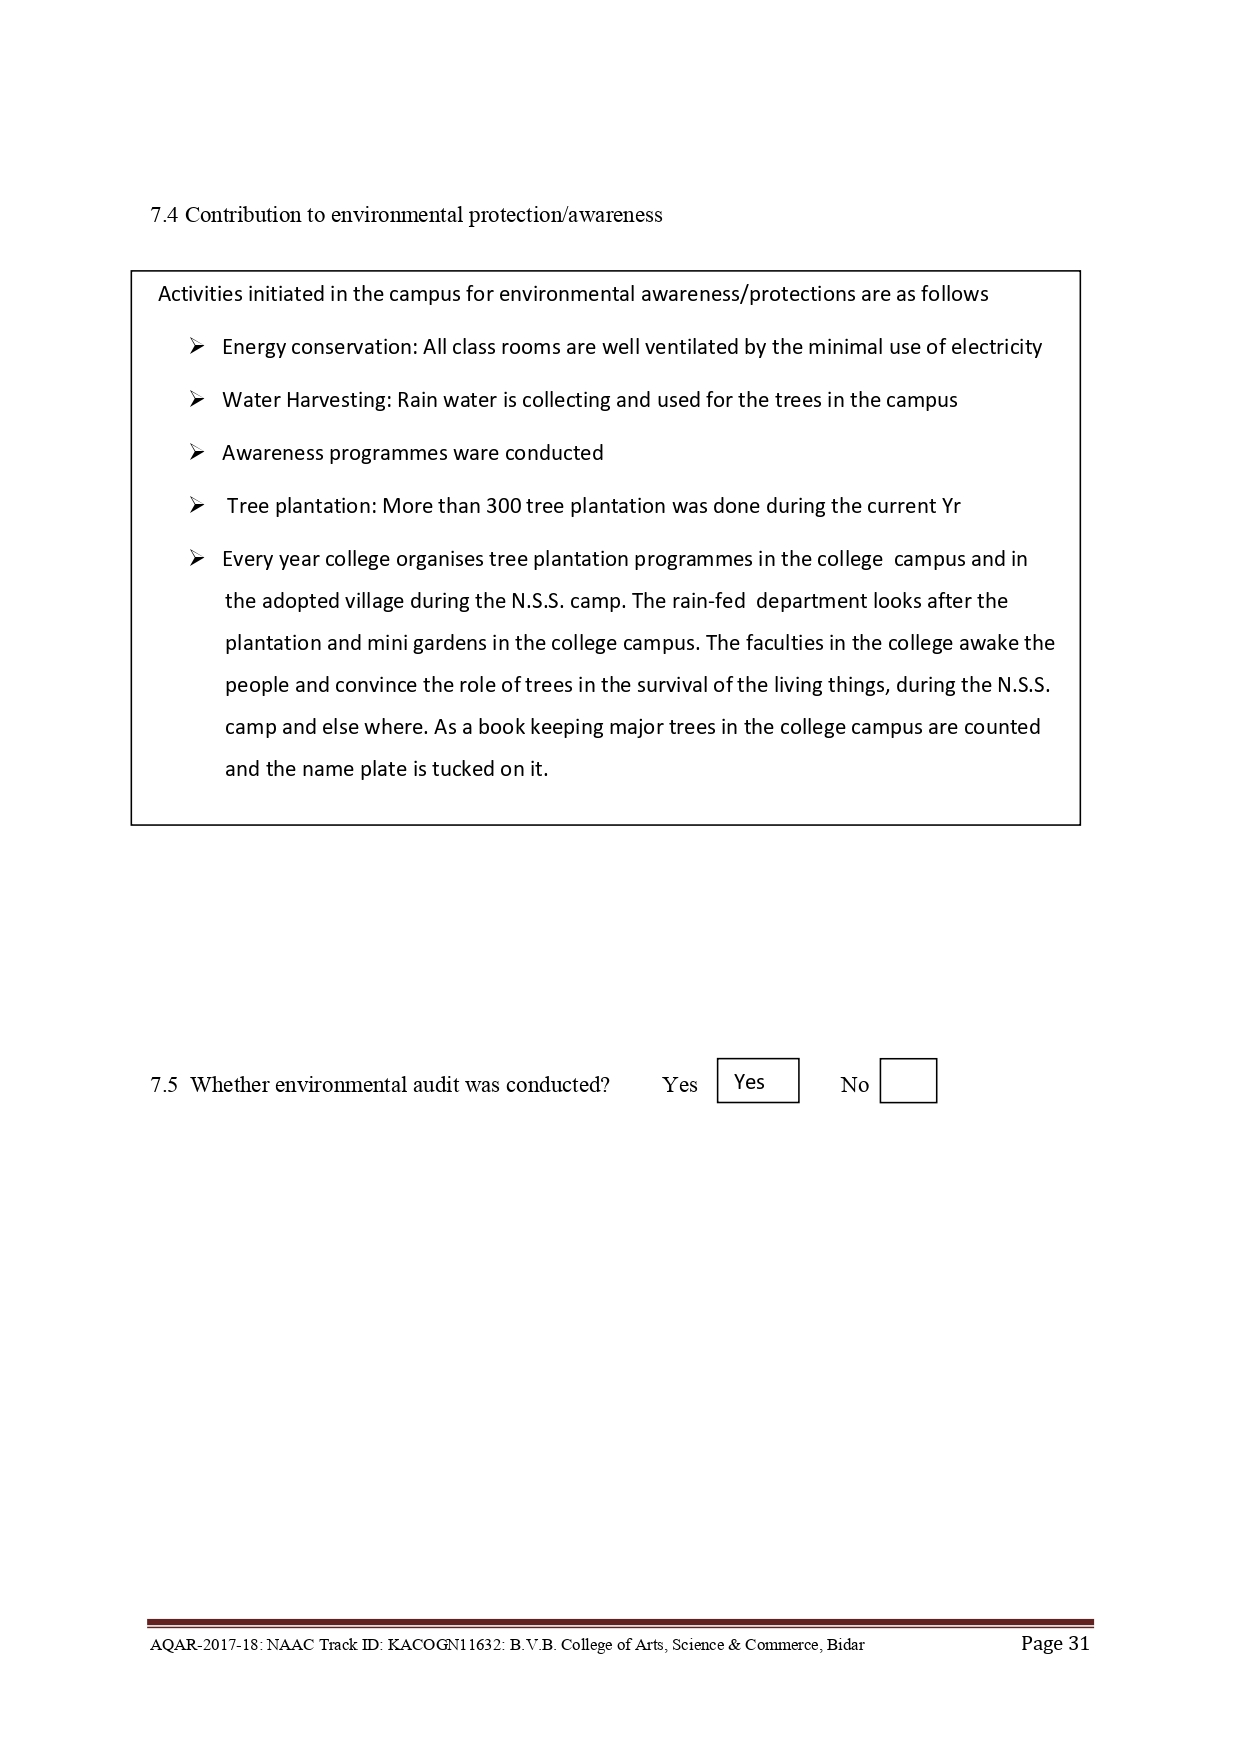 7.4 Contribution to environmental protection/awareness
Activities initiated in the campus for environmental awareness/protections are as follows
➢ Energy conservation: All class rooms are well ventilated by the minimal use of electricity
➢ Water Harvesting: Rain water is collecting and used for the trees in the campus
➢ Awareness programmes ware conducted
➢ Tree plantation: More than 300 tree plantation was done during the current Yr
➢ Every year college organises tree plantation programmes in the college campus and in
the adopted village during the N.S.S. camp. The rain-fed department looks after the
plantation and mini gardens in the college campus. The faculties in the college awake the
people and convince the role of trees in the survival of the living things, during the N.S.S.
camp and else where. As a book keeping major trees in the college campus are counted
and the name plate is tucked on it.
7.5 Whether environmental audit was conducted? Yes Yes No
AQAR-2017-18: NAAC Track ID: KACOGN11632: B.V.B. College of Arts, Science & Commerce, Bidar Page 31